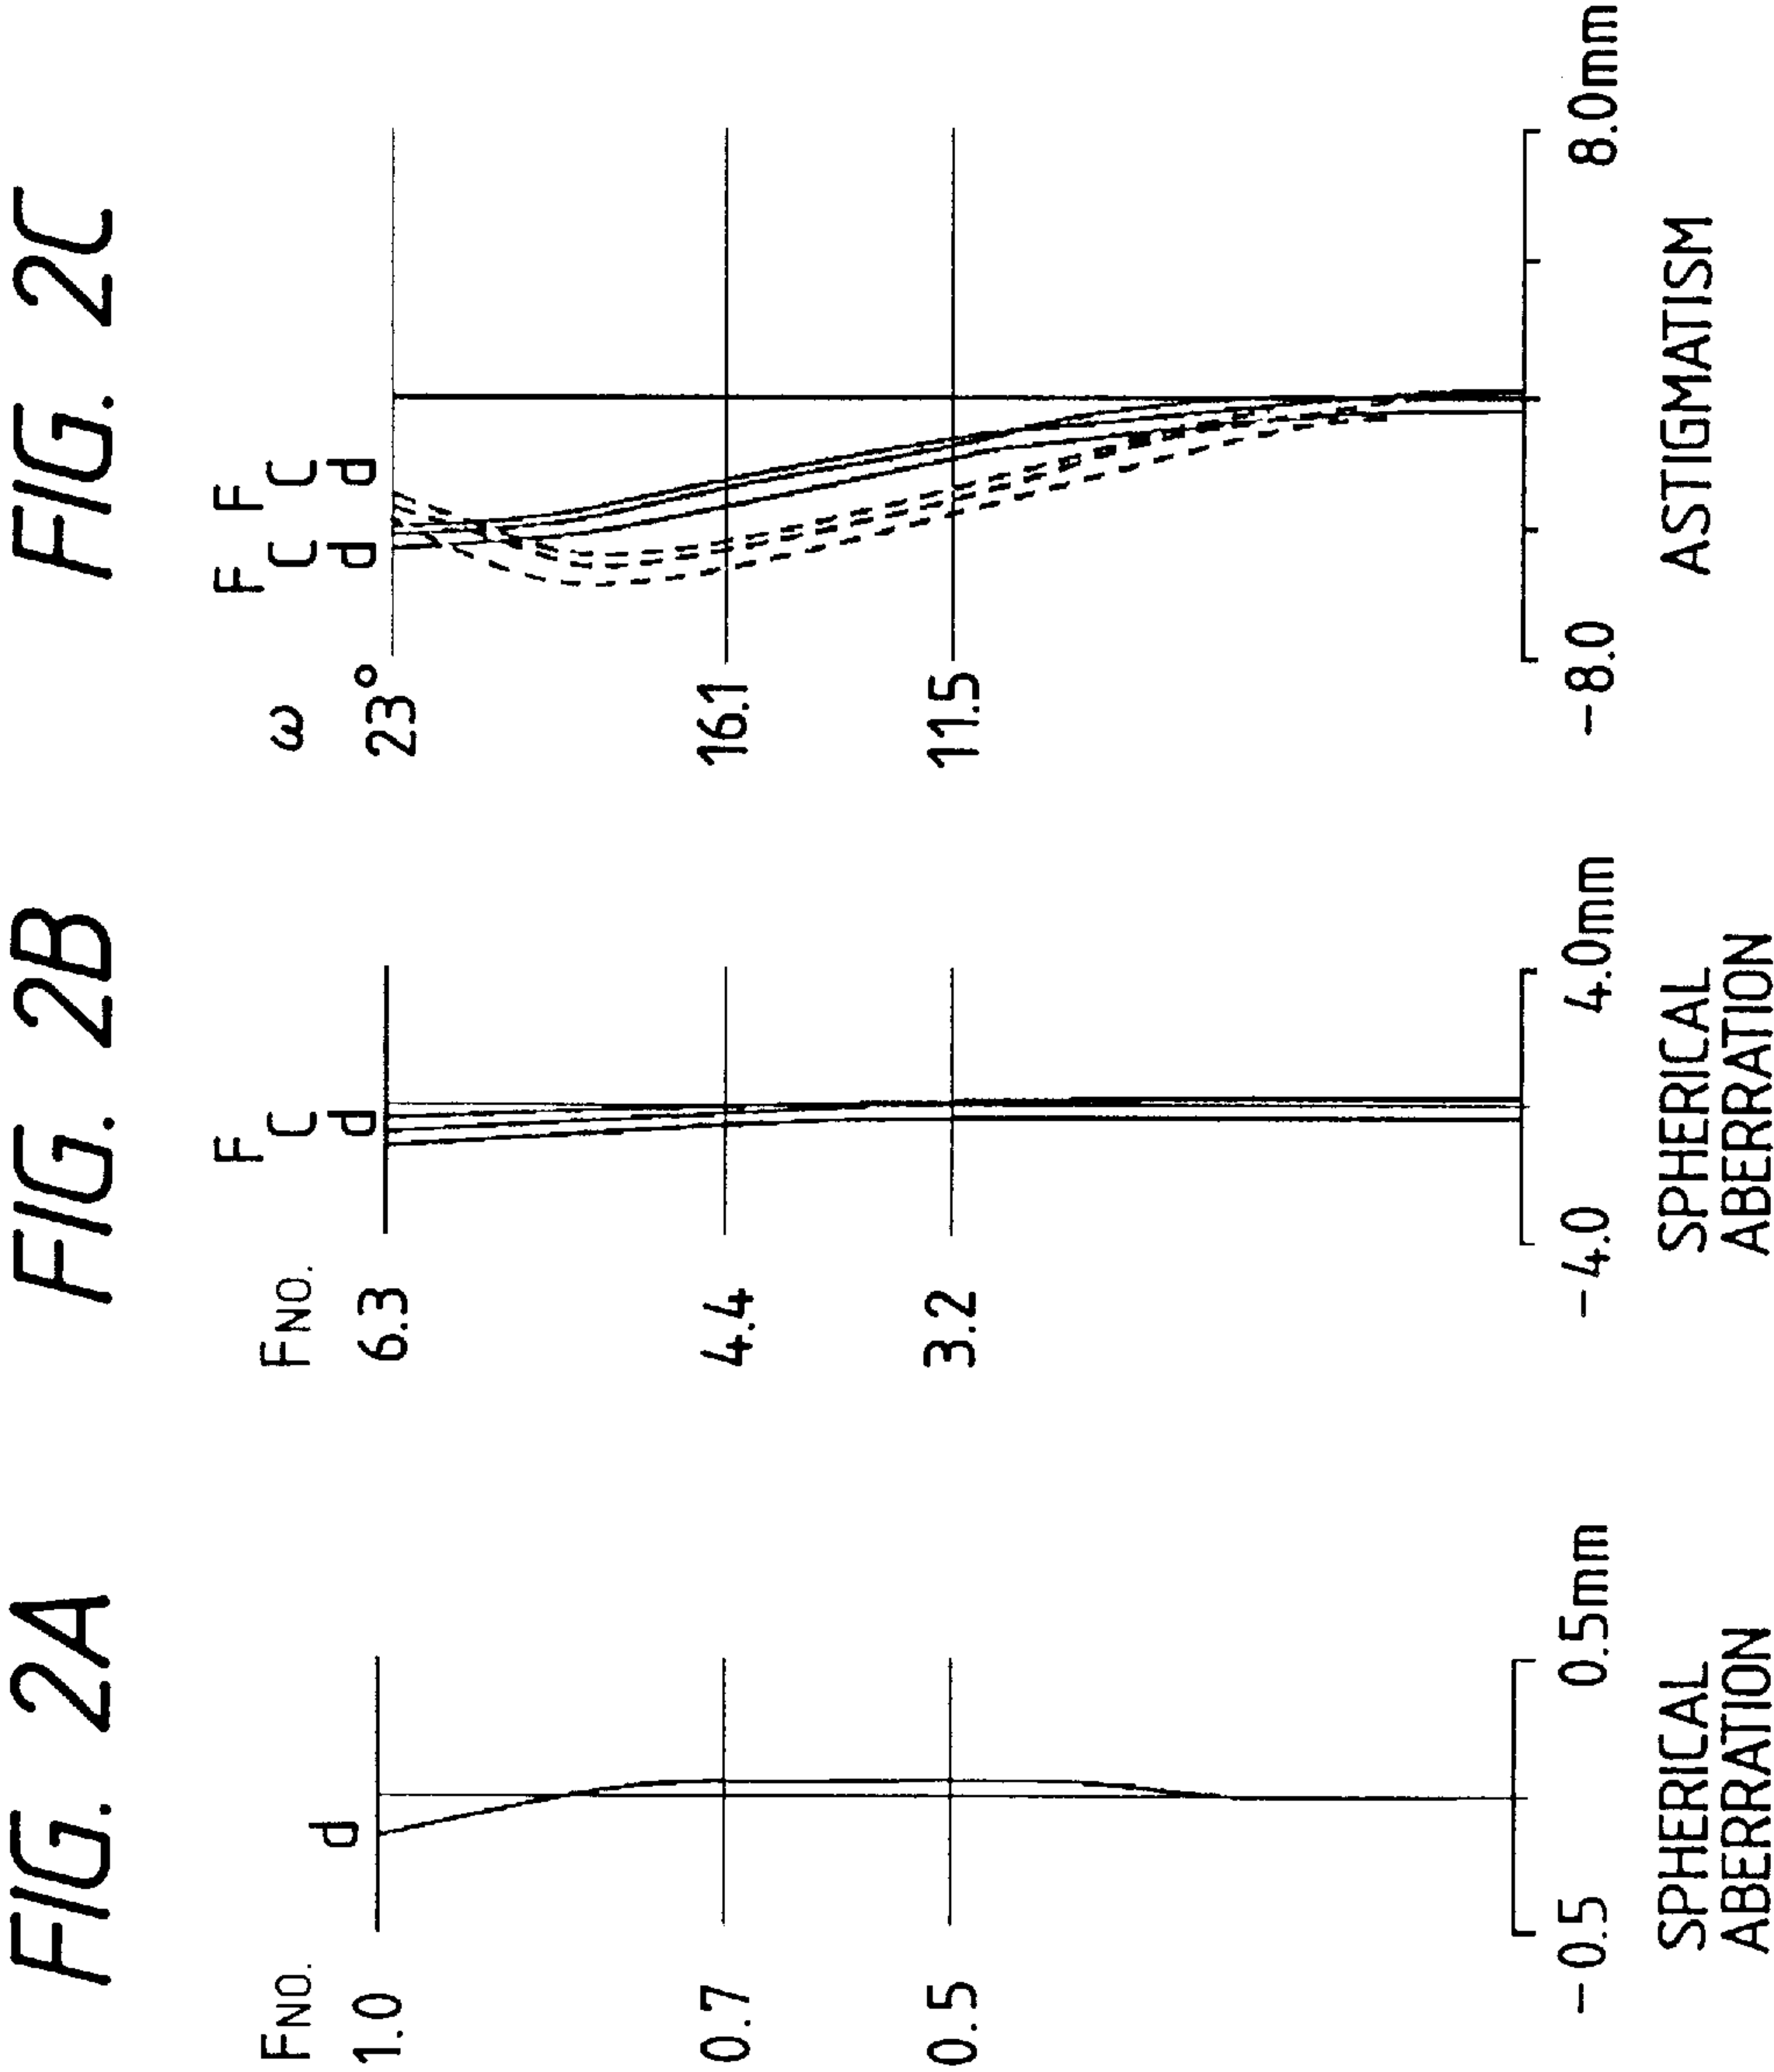 FIG. 2A
FNO.
1.0
d
0.7
0.5
-0.5
0.5mm
SPHERICAL
ABERRATION
FIG. 2B
FNO.
6.3
F
C
d
4.4
3.2
-4.0
4.0mm
SPHERICAL
ABERRATION
FIG. 2C
F F
ω C C
23° d d
16.1
11.5
-8.0
8.0mm
ASTIGMATISM